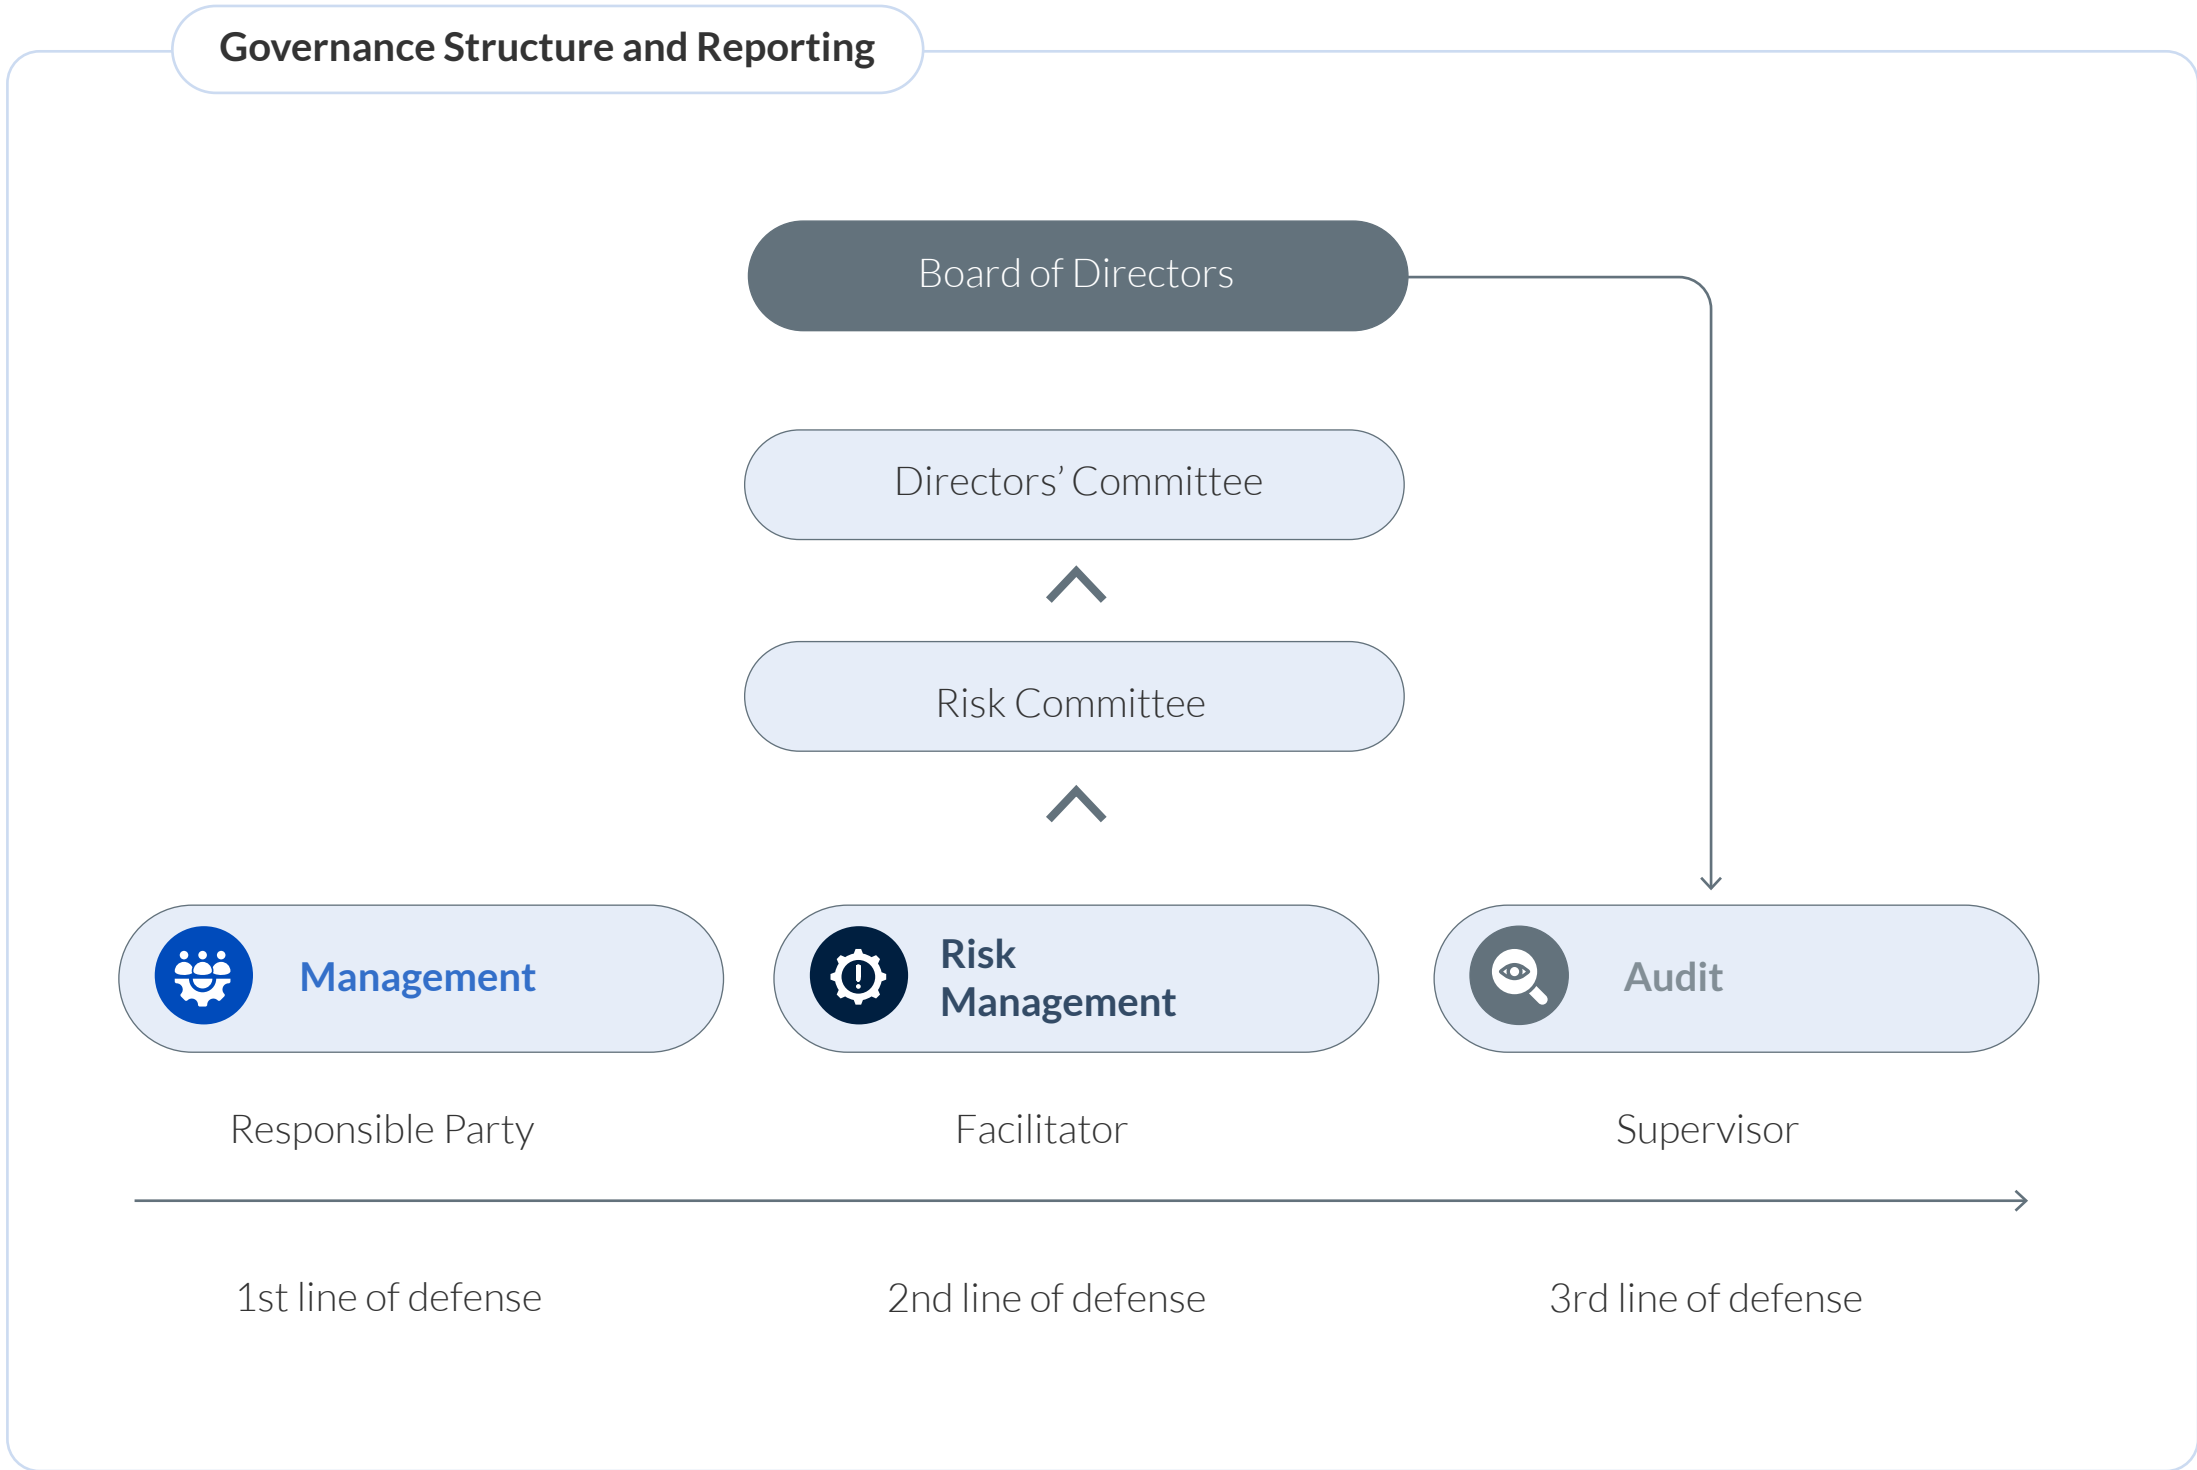 Governance Structure and Reporting
Board of Directors
Directors’ Committee
Risk Committee
Management
Risk
Management
Audit
Responsible Party
Facilitator
Supervisor
1st line of defense
2nd line of defense
3rd line of defense